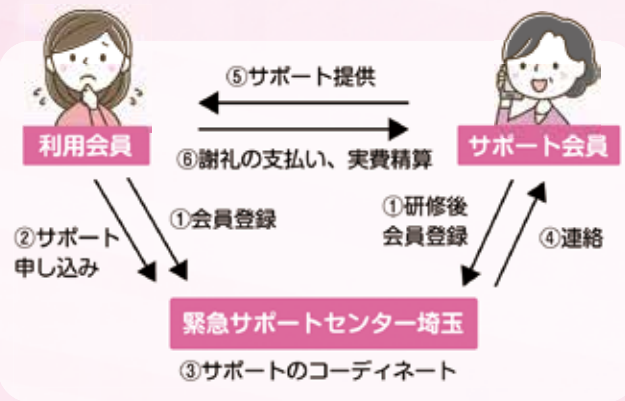 ⑤サポート提供
利用会員
サポート会員
⑥謝礼の支払い、実費精算
②サポート
申し込み
①会員登録
①研修後
会員登録
④連絡
緊急サポートセンター埼玉
③サポートのコーディネート